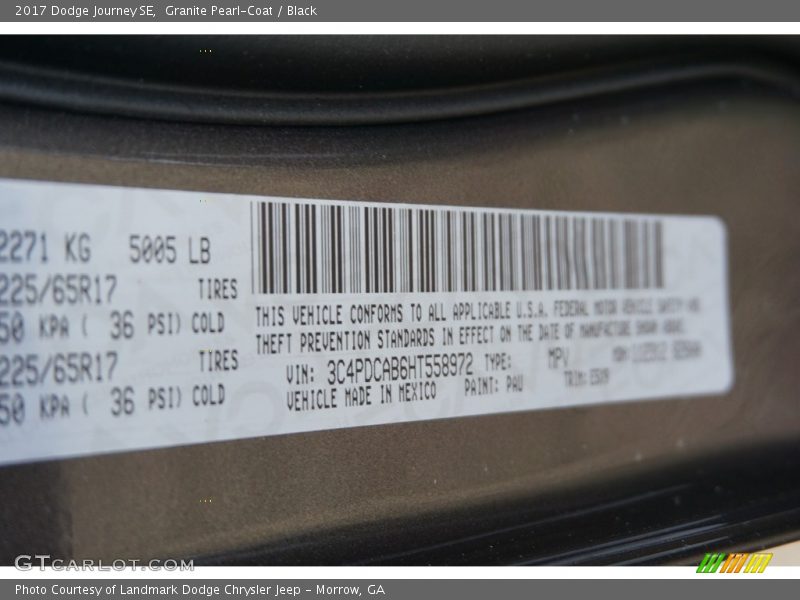 2017 Dodge Journey SE, Granite Pearl-Coat / Black
2271 KG 5005 LB
225/65R17 TIRES
50 KPA ( 36 PSI) COLD
225/65R17 TIRES
50 KPA ( 36 PSI) COLD
THIS VEHICLE CONFORMS TO ALL APPLICABLE U.S.A. FEDERAL MOTOR VEHICLE SAFETY AND
THEFT PREVENTION STANDARDS IN EFFECT ON THE DATE OF MANUFACTURE SHOWN ABOVE.
VIN: 3C4PDCAB6HT558972 TYPE: MPV
VEHICLE MADE IN MEXICO PAINT: PAU TRIM:
GTCARLOT.COM
Photo Courtesy of Landmark Dodge Chrysler Jeep - Morrow, GA